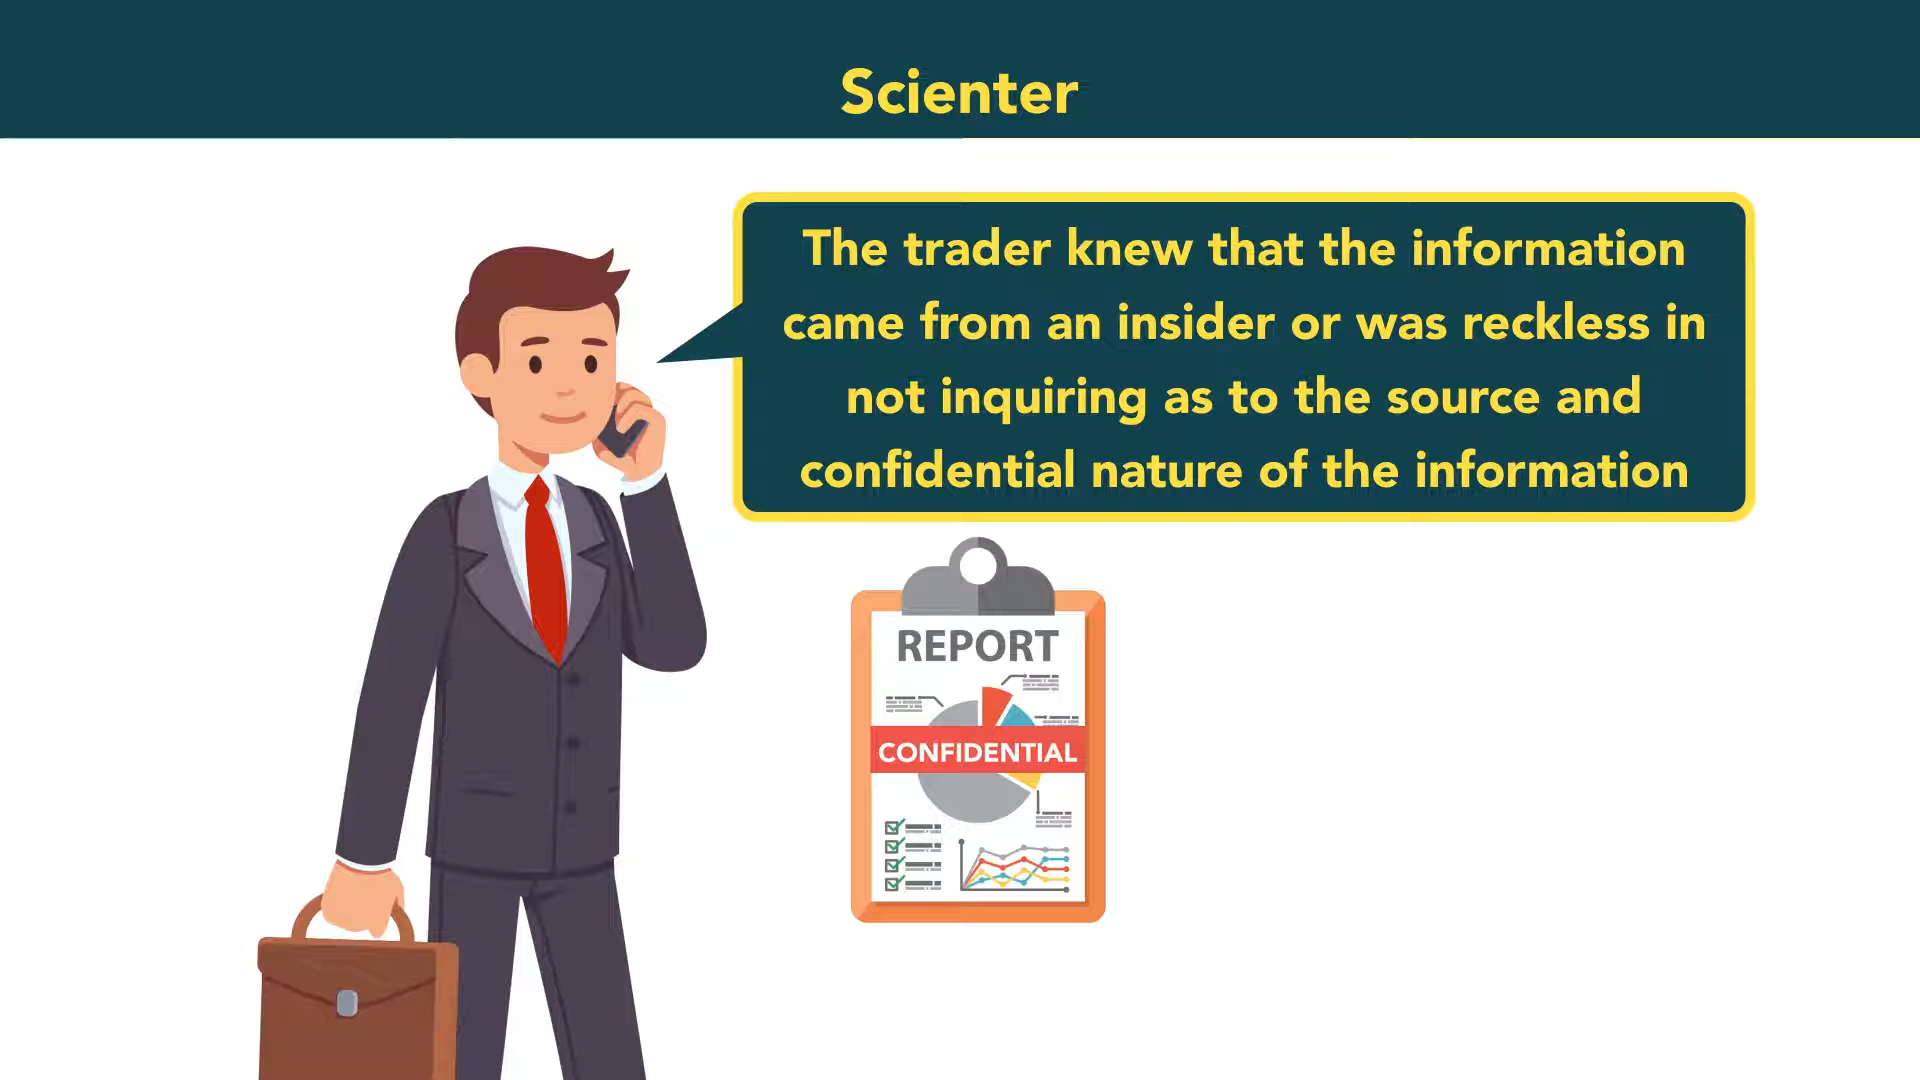 Scienter
The trader knew that the information
came from an insider or was reckless in
not inquiring as to the source and
confidential nature of the information
REPORT
CONFIDENTIAL